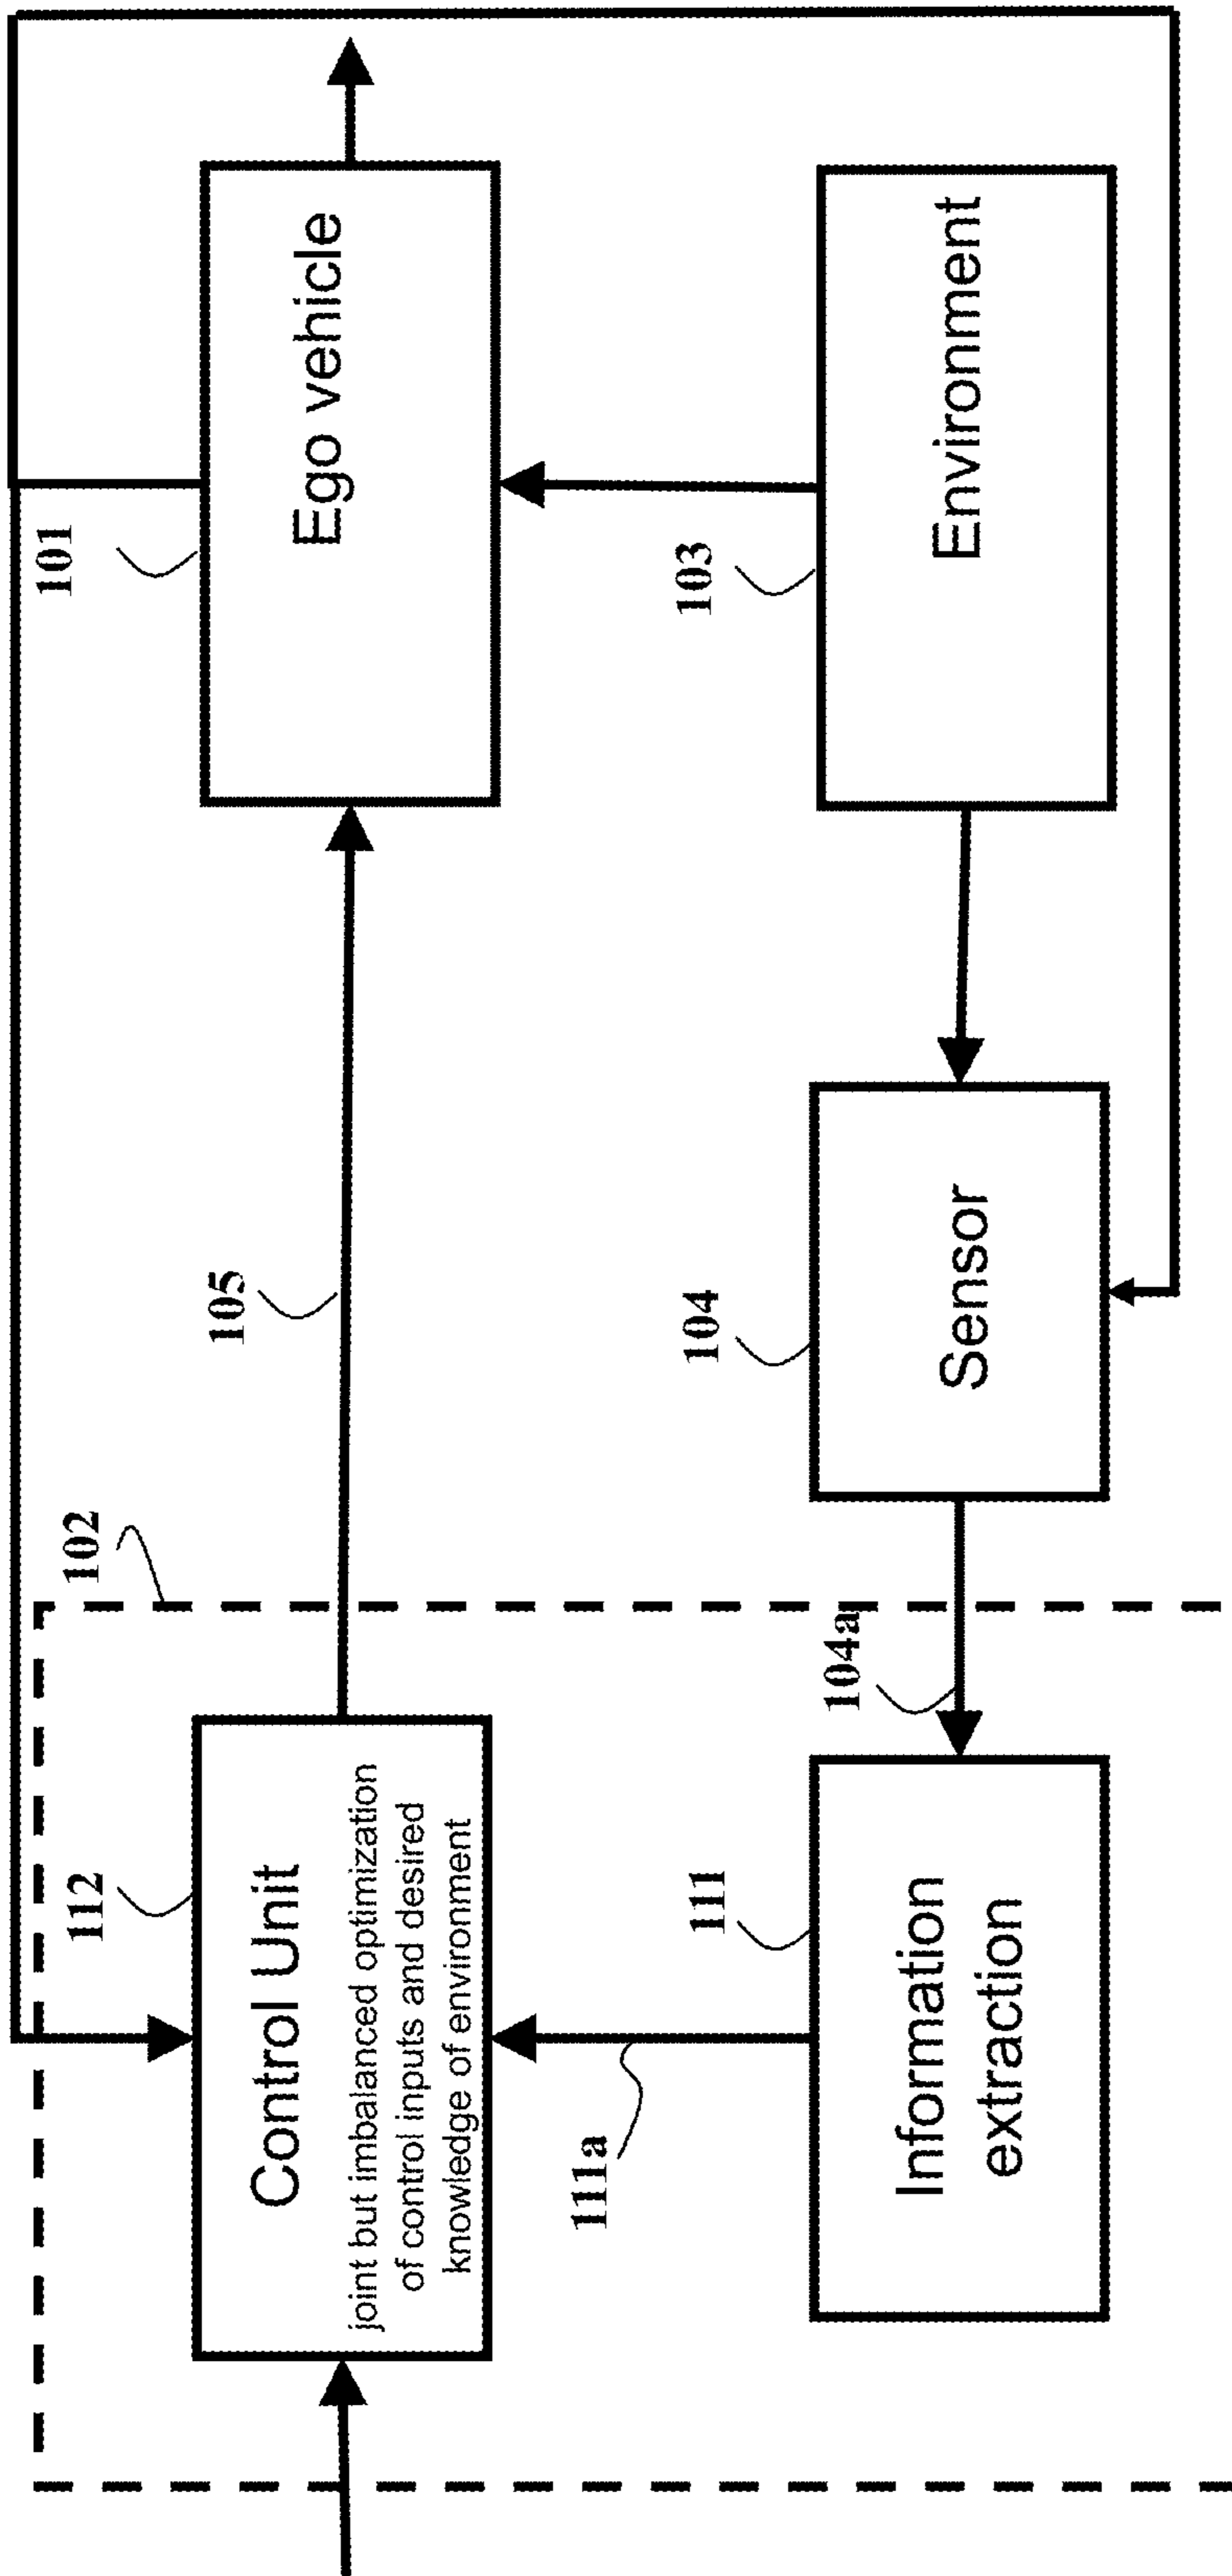 102
112
Control Unit
joint but imbalanced optimization
of control inputs and desired
knowledge of environment
105
101
Ego vehicle
111a
111
Information
extraction
104a
104
Sensor
103
Environment